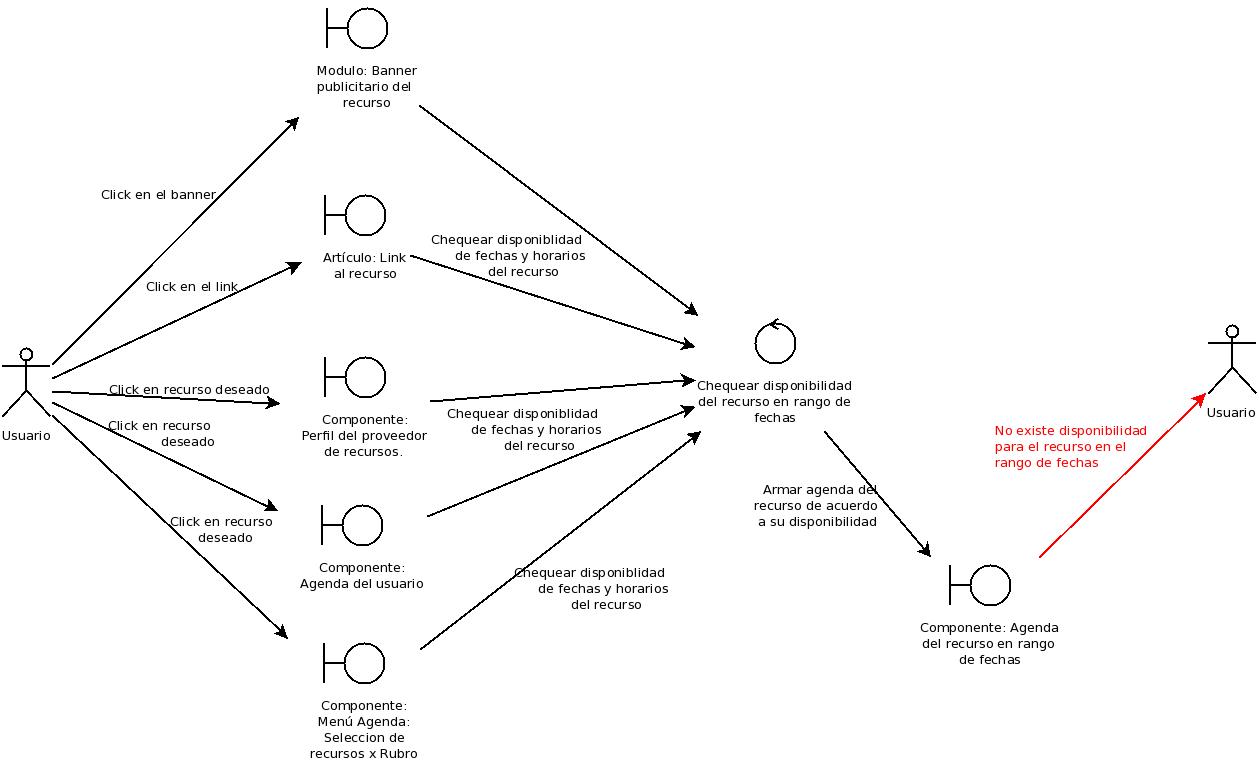 Modulo: Banner
publicitario del
recurso
Click en el banner
Artículo: Link
al recurso
Chequear disponiblidad
de fechas y horarios
del recurso
Click en el link
Usuario
Click en recurso deseado
Click en recurso
deseado
Click en recurso
deseado
Componente:
Perfil del proveedor
de recursos.
Chequear disponiblidad
de fechas y horarios
del recurso
Componente:
Agenda del usuario
Chequear disponiblidad
de fechas y horarios
del recurso
Componente:
Menú Agenda:
Seleccion de
recursos x Rubro
Chequear disponibilidad
del recurso en rango de
fechas
Armar agenda del
recurso de acuerdo
a su disponibilidad
Componente: Agenda
del recurso en rango
de fechas
No existe disponibilidad
para el recurso en el
rango de fechas
Usuario